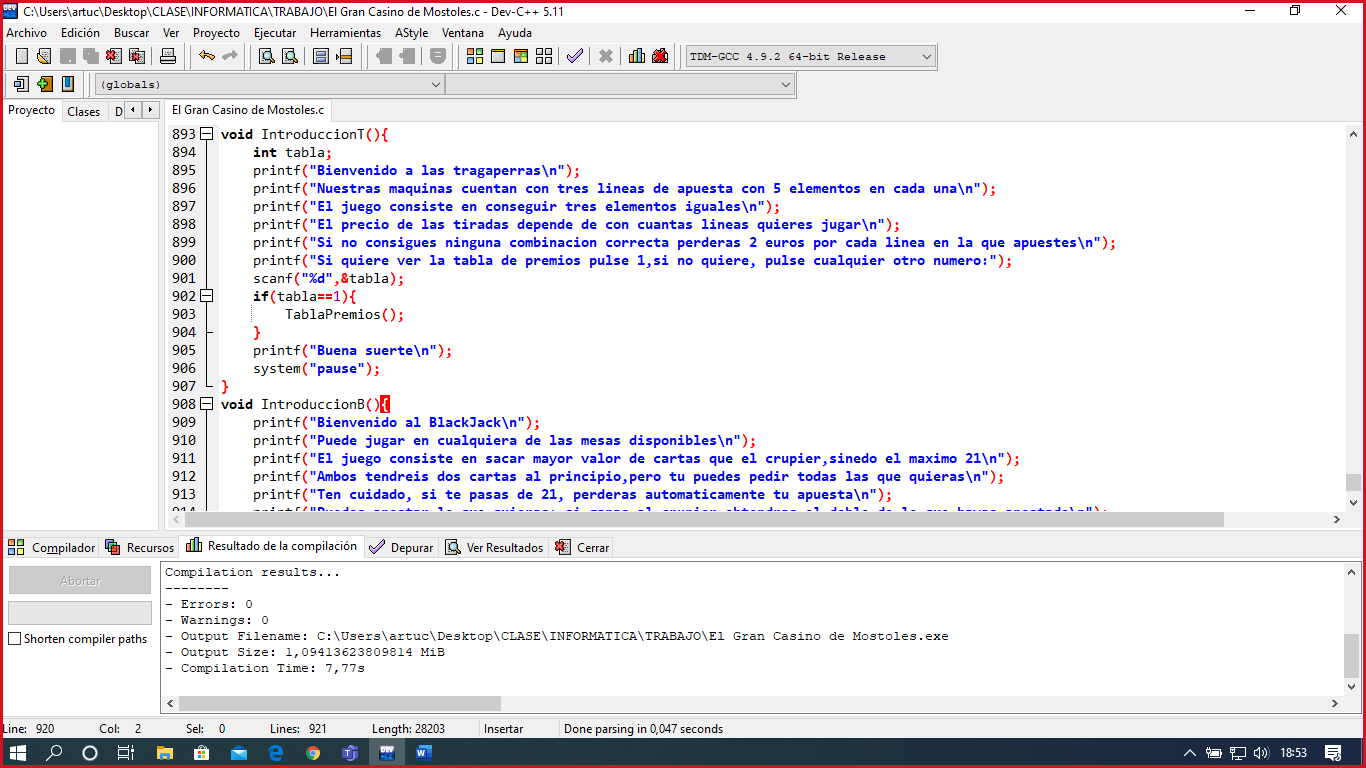 C:\Users\artuc\Desktop\CLASE\INFORMATICA\TRABAJO\El Gran Casino de Mostoles.c - Dev-C++ 5.11
Archivo Edición Buscar Ver Proyecto Ejecutar Herramientas AStyle Ventana Ayuda
TDM-GCC 4.9.2 64-bit Release
(globals)
Proyecto Clases D El Gran Casino de Mostoles.c
893 void IntroduccionT(){
894 int tabla;
895 printf("Bienvenido a las tragaperras\n");
896 printf("Nuestras maquinas cuentan con tres lineas de apuesta con 5 elementos en cada una\n");
897 printf("El juego consiste en conseguir tres elementos iguales\n");
898 printf("El precio de las tiradas depende de con cuantas lineas quieres jugar\n");
899 printf("Si no consigues ninguna combinacion correcta perderas 2 euros por cada linea en la que apuestes\n");
900 printf("Si quiere ver la tabla de premios pulse 1,si no quiere, pulse cualquier otro numero:");
901 scanf("%d",&tabla);
902 if(tabla==1){
903 TablaPremios();
904 }
905 printf("Buena suerte\n");
906 system("pause");
907 }
908 void IntroduccionB(){
909 printf("Bienvenido al BlackJack\n");
910 printf("Puede jugar en cualquiera de las mesas disponibles\n");
911 printf("El juego consiste en sacar mayor valor de cartas que el crupier,sinedo el maximo 21\n");
912 printf("Ambos tendreis dos cartas al principio,pero tu puedes pedir todas las que quieras\n");
913 printf("Ten cuidado, si te pasas de 21, perderas automaticamente tu apuesta\n");
Compilador Recursos Resultado de la compilación Depurar Ver Resultados Cerrar
Abortar
Shorten compiler paths
Compilation results...
--------
- Errors: 0
- Warnings: 0
- Output Filename: C:\Users\artuc\Desktop\CLASE\INFORMATICA\TRABAJO\El Gran Casino de Mostoles.exe
- Output Size: 1,09413623809814 MiB
- Compilation Time: 7,77s
Line: 920 Col: 2 Sel: 0 Lines: 921 Length: 28203 Insertar Done parsing in 0,047 seconds
18:53